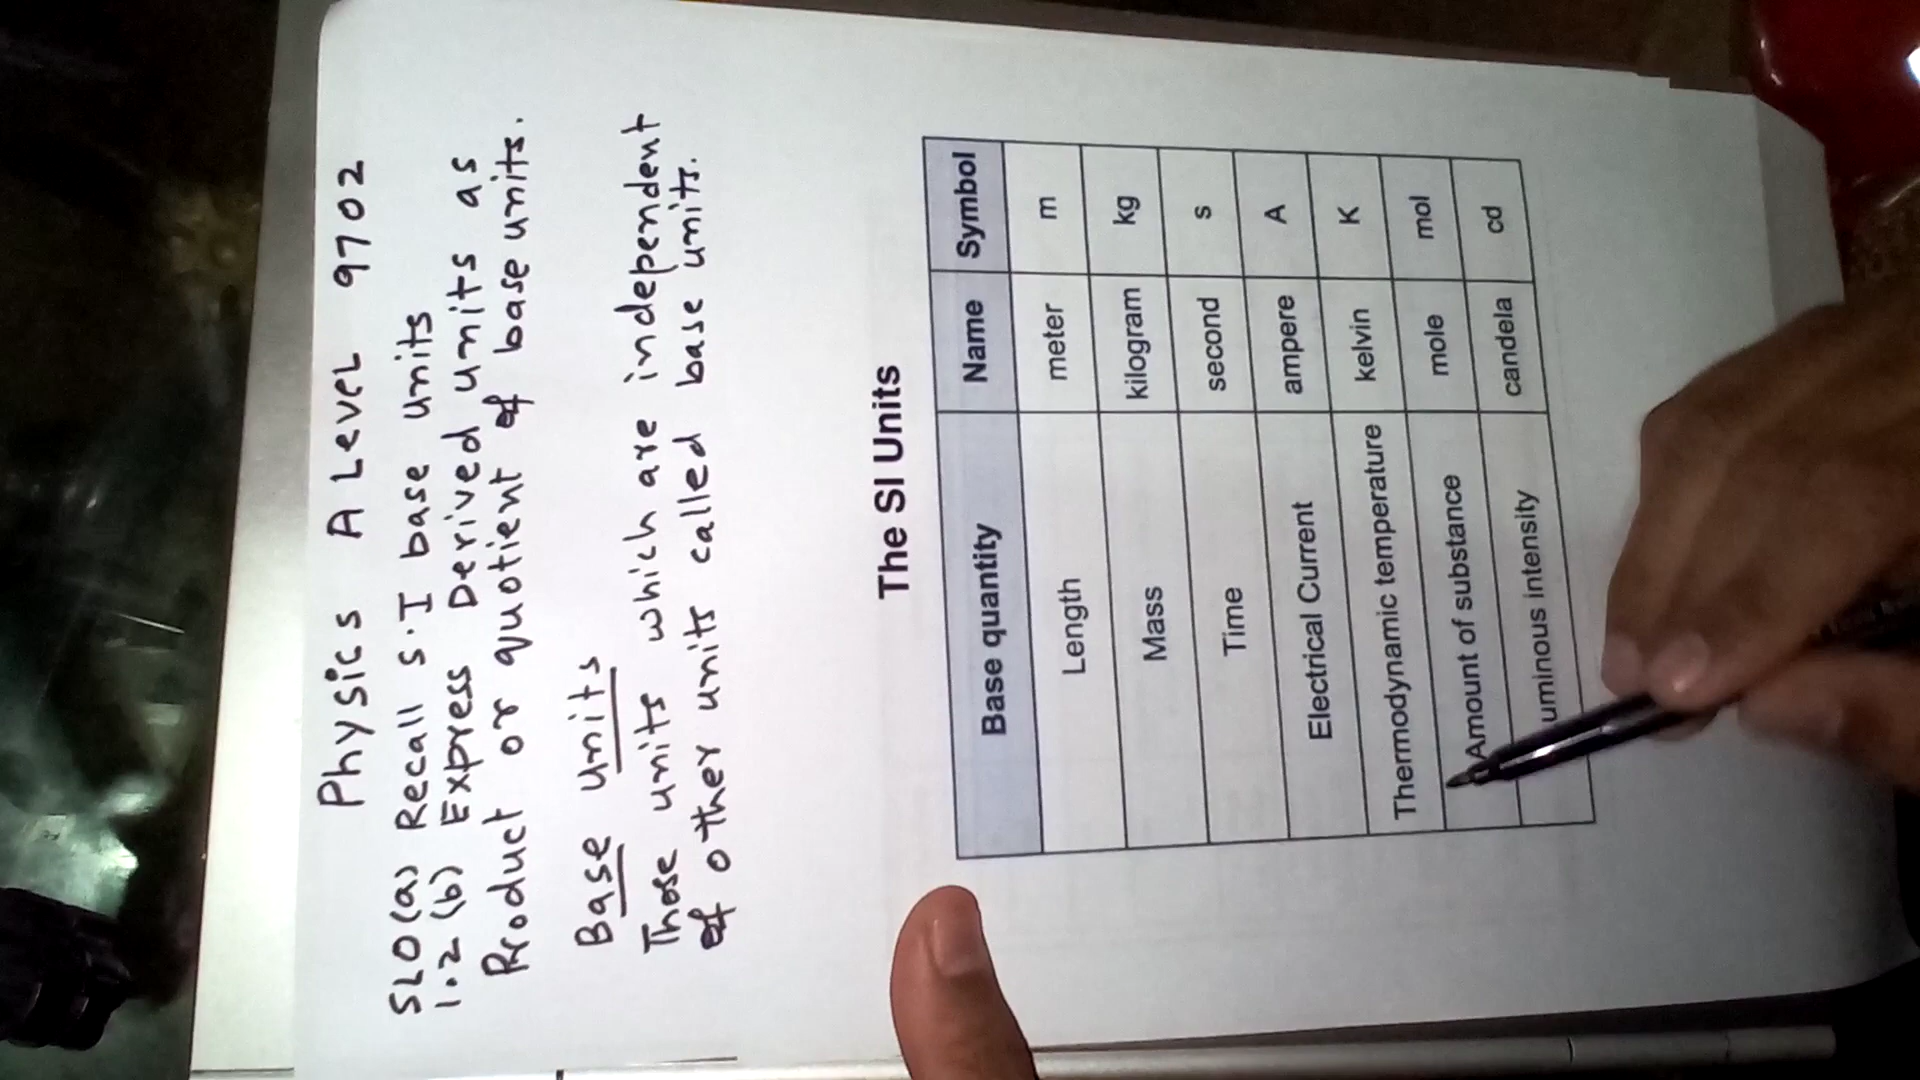 Physics A Level 9702
SLO (a) Recall S.I base units
1.2 (b) Express Derived units as
Product or quotient of base units.
Base units
Those units which are independent
of other units called base units.
The SI Units
Base quantity Name Symbol
Length meter m
Mass kilogram kg
Time second s
Electrical Current ampere A
Thermodynamic temperature kelvin K
Amount of substance mole mol
uminous intensity candela cd